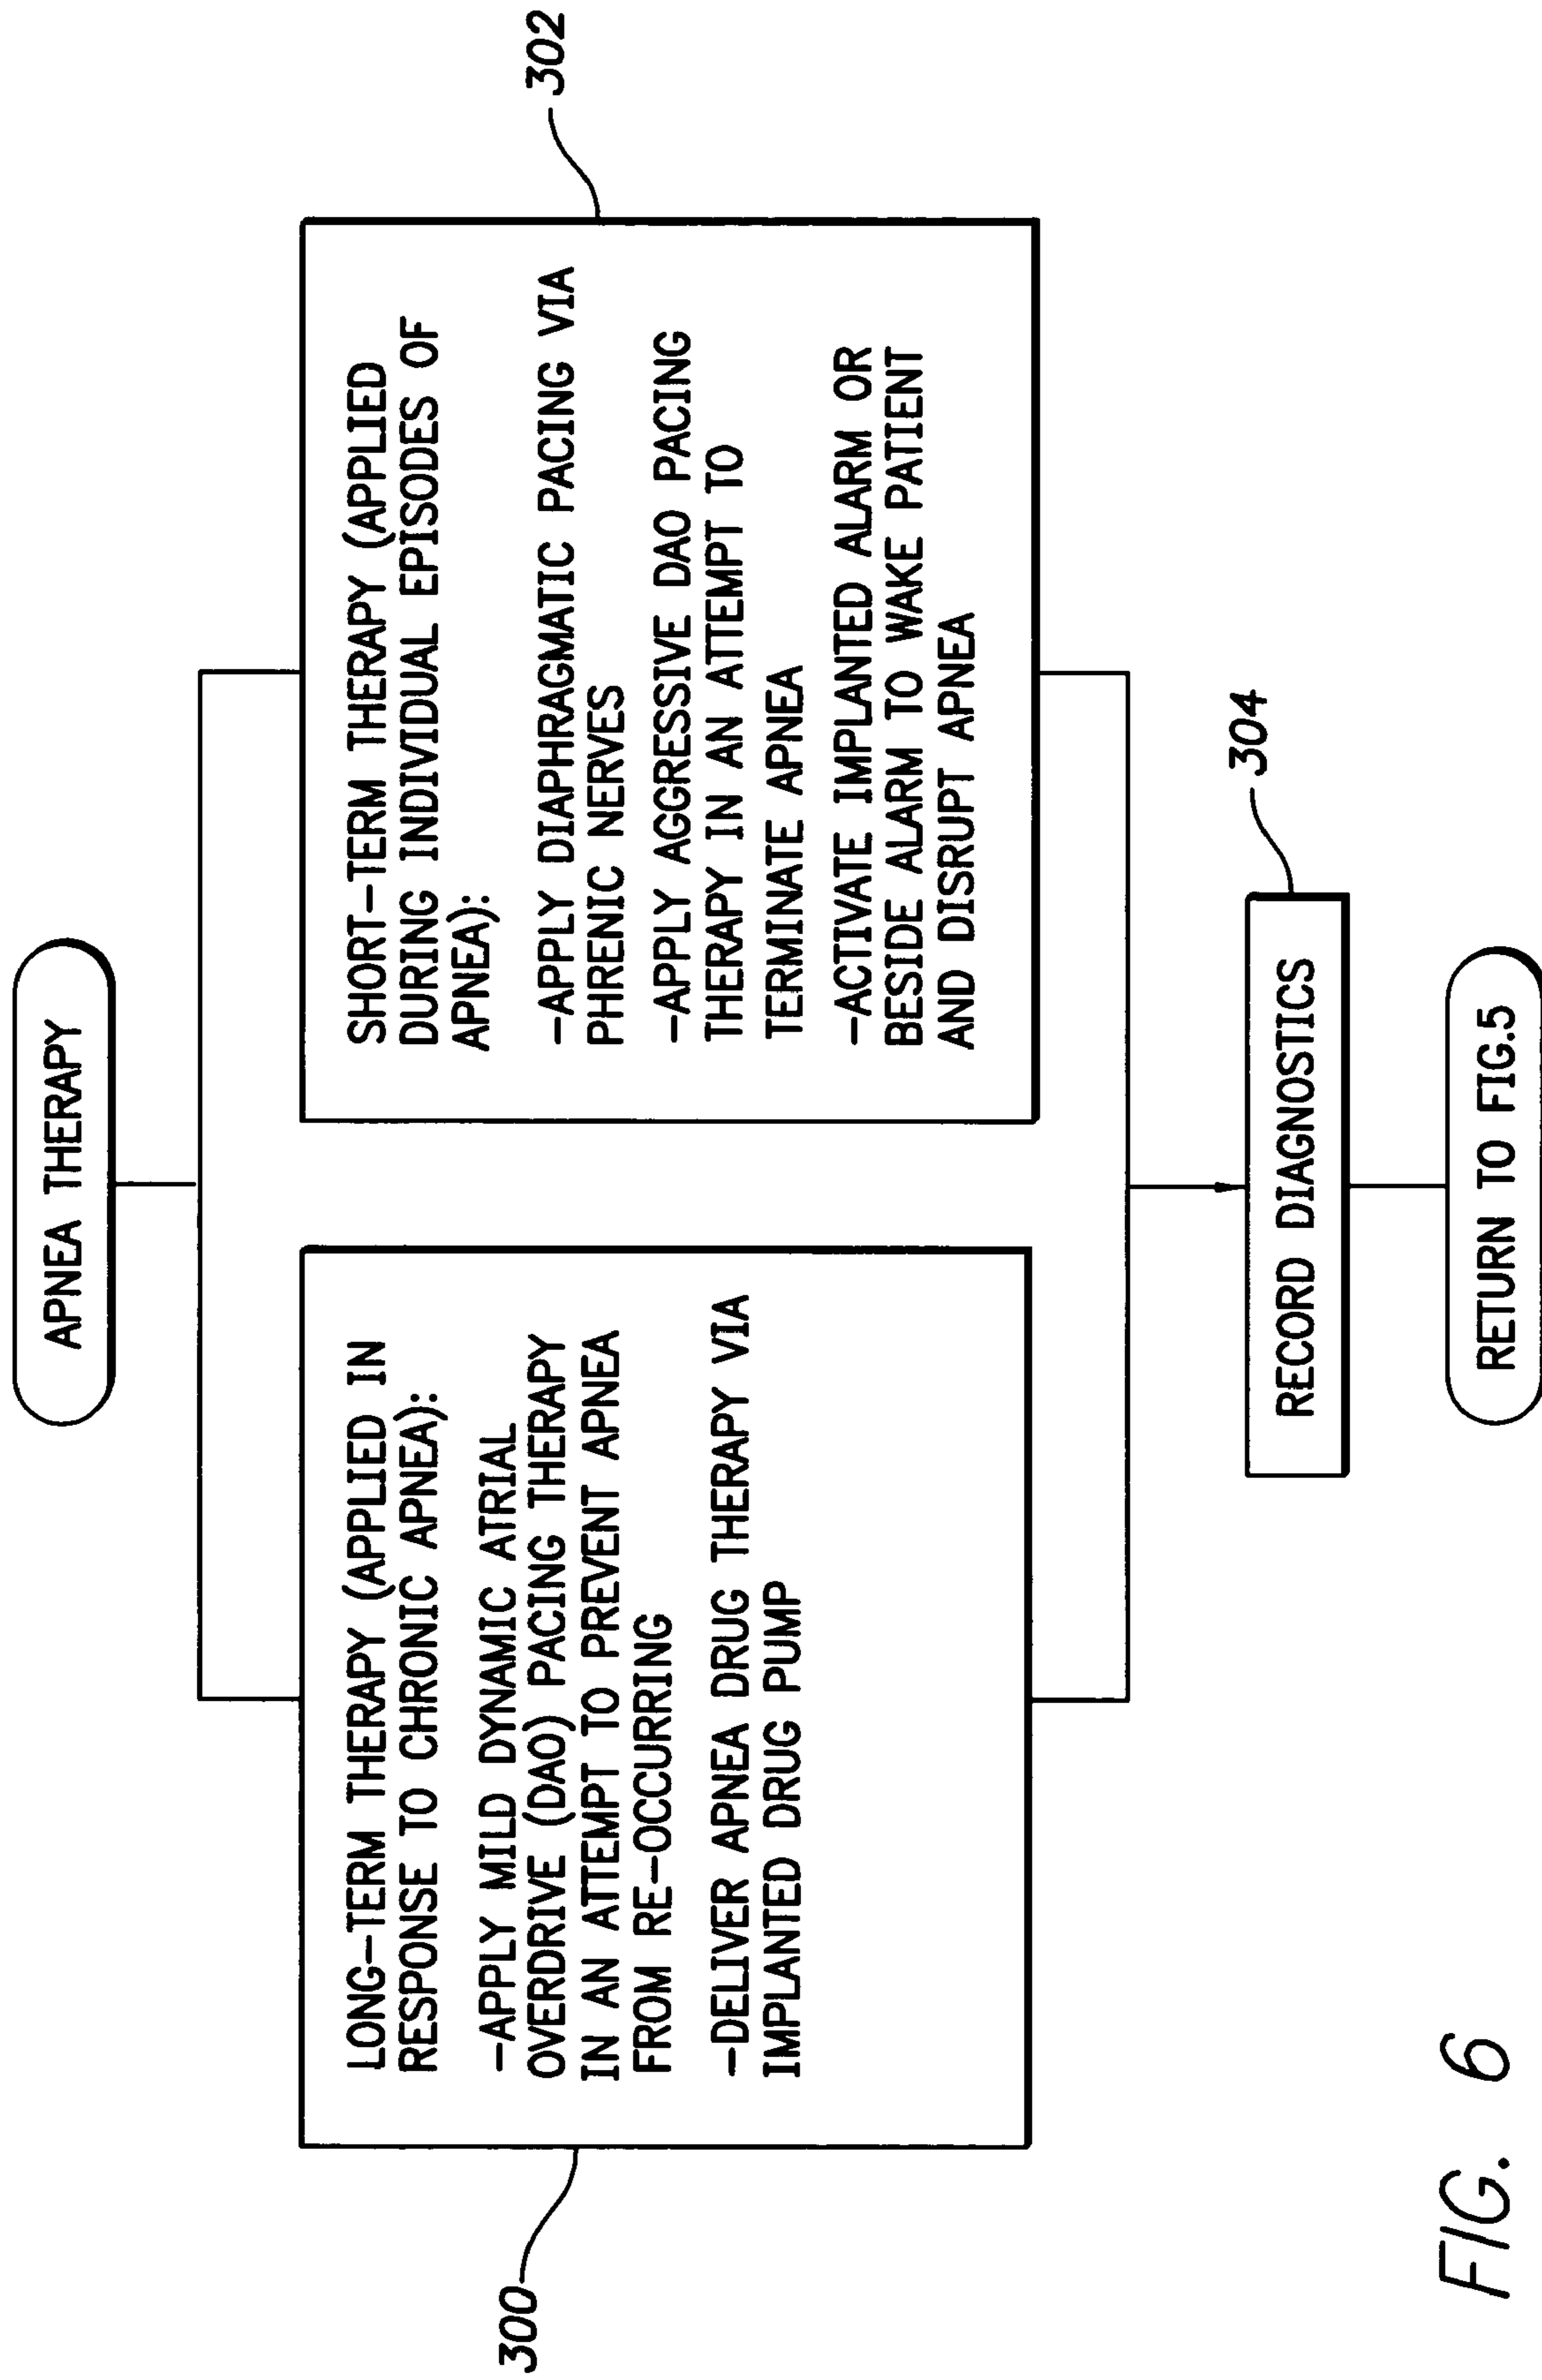 APNEA THERAPY
300
LONG-TERM THERAPY (APPLIED IN
RESPONSE TO CHRONIC APNEA):
-APPLY MILD DYNAMIC ATRIAL
OVERDRIVE (DAO) PACING THERAPY
IN AN ATTEMPT TO PREVENT APNEA
FROM RE-OCCURRING
-DELIVER APNEA DRUG THERAPY VIA
IMPLANTED DRUG PUMP
302
SHORT-TERM THERAPY (APPLIED
DURING INDIVIDUAL EPISODES OF
APNEA):
-APPLY DIAPHRAGMATIC PACING VIA
PHRENIC NERVES
-APPLY AGGRESSIVE DAO PACING
THERAPY IN AN ATTEMPT TO
TERMINATE APNEA
-ACTIVATE IMPLANTED ALARM OR
BESIDE ALARM TO WAKE PATIENT
AND DISRUPT APNEA
304
RECORD DIAGNOSTICS
RETURN TO FIG.5
FIG. 6